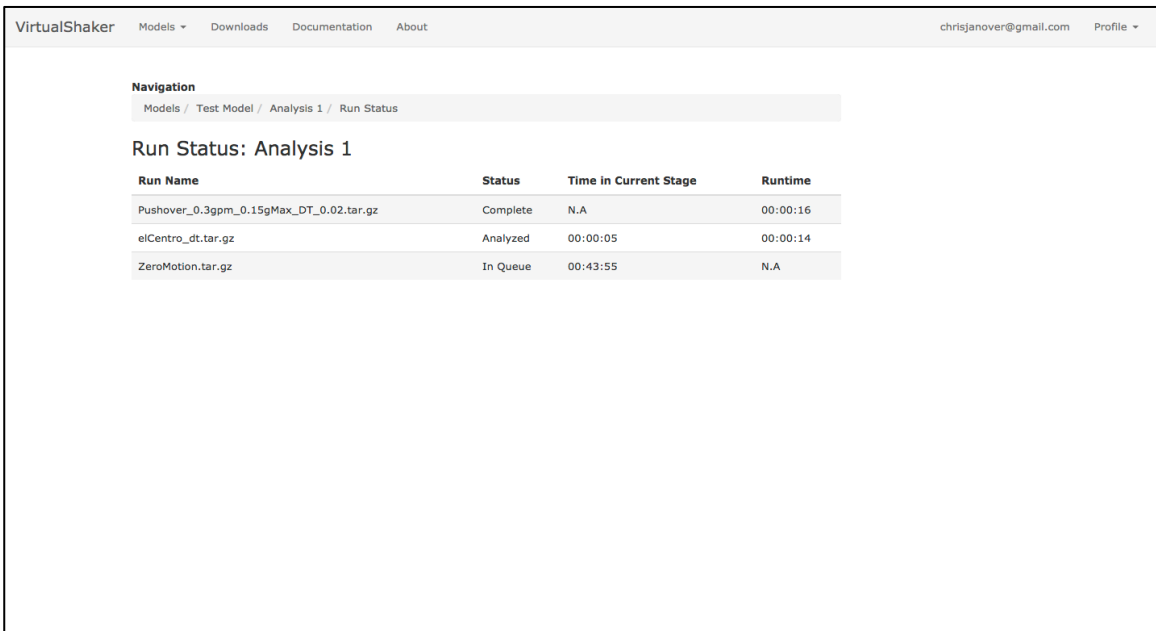 VirtualShaker Models Downloads Documentation About chrisjanover@gmail.com Profile
Navigation
Models / Test Model / Analysis 1 / Run Status
Run Status: Analysis 1
Run Name Status Time in Current Stage Runtime
Pushover_0.3gpm_0.15gMax_DT_0.02.tar.gz Complete N.A 00:00:16
elCentro_dt.tar.gz Analyzed 00:00:05 00:00:14
ZeroMotion.tar.gz In Queue 00:43:55 N.A